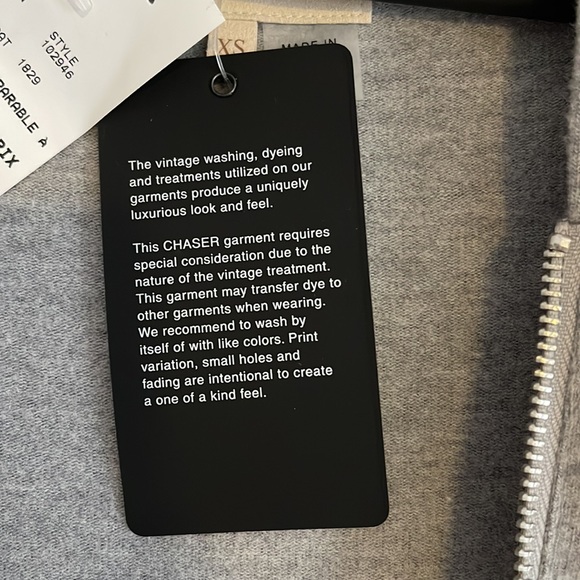 STYLE
102946
1829
PARABLE À
PRIX
XS
MADE IN
The vintage washing, dyeing
and treatments utilized on our
garments produce a uniquely
luxurious look and feel.
This CHASER garment requires
special consideration due to the
nature of the vintage treatment.
This garment may transfer dye to
other garments when wearing.
We recommend to wash by
itself of with like colors. Print
variation, small holes and
fading are intentional to create
a one of a kind feel.